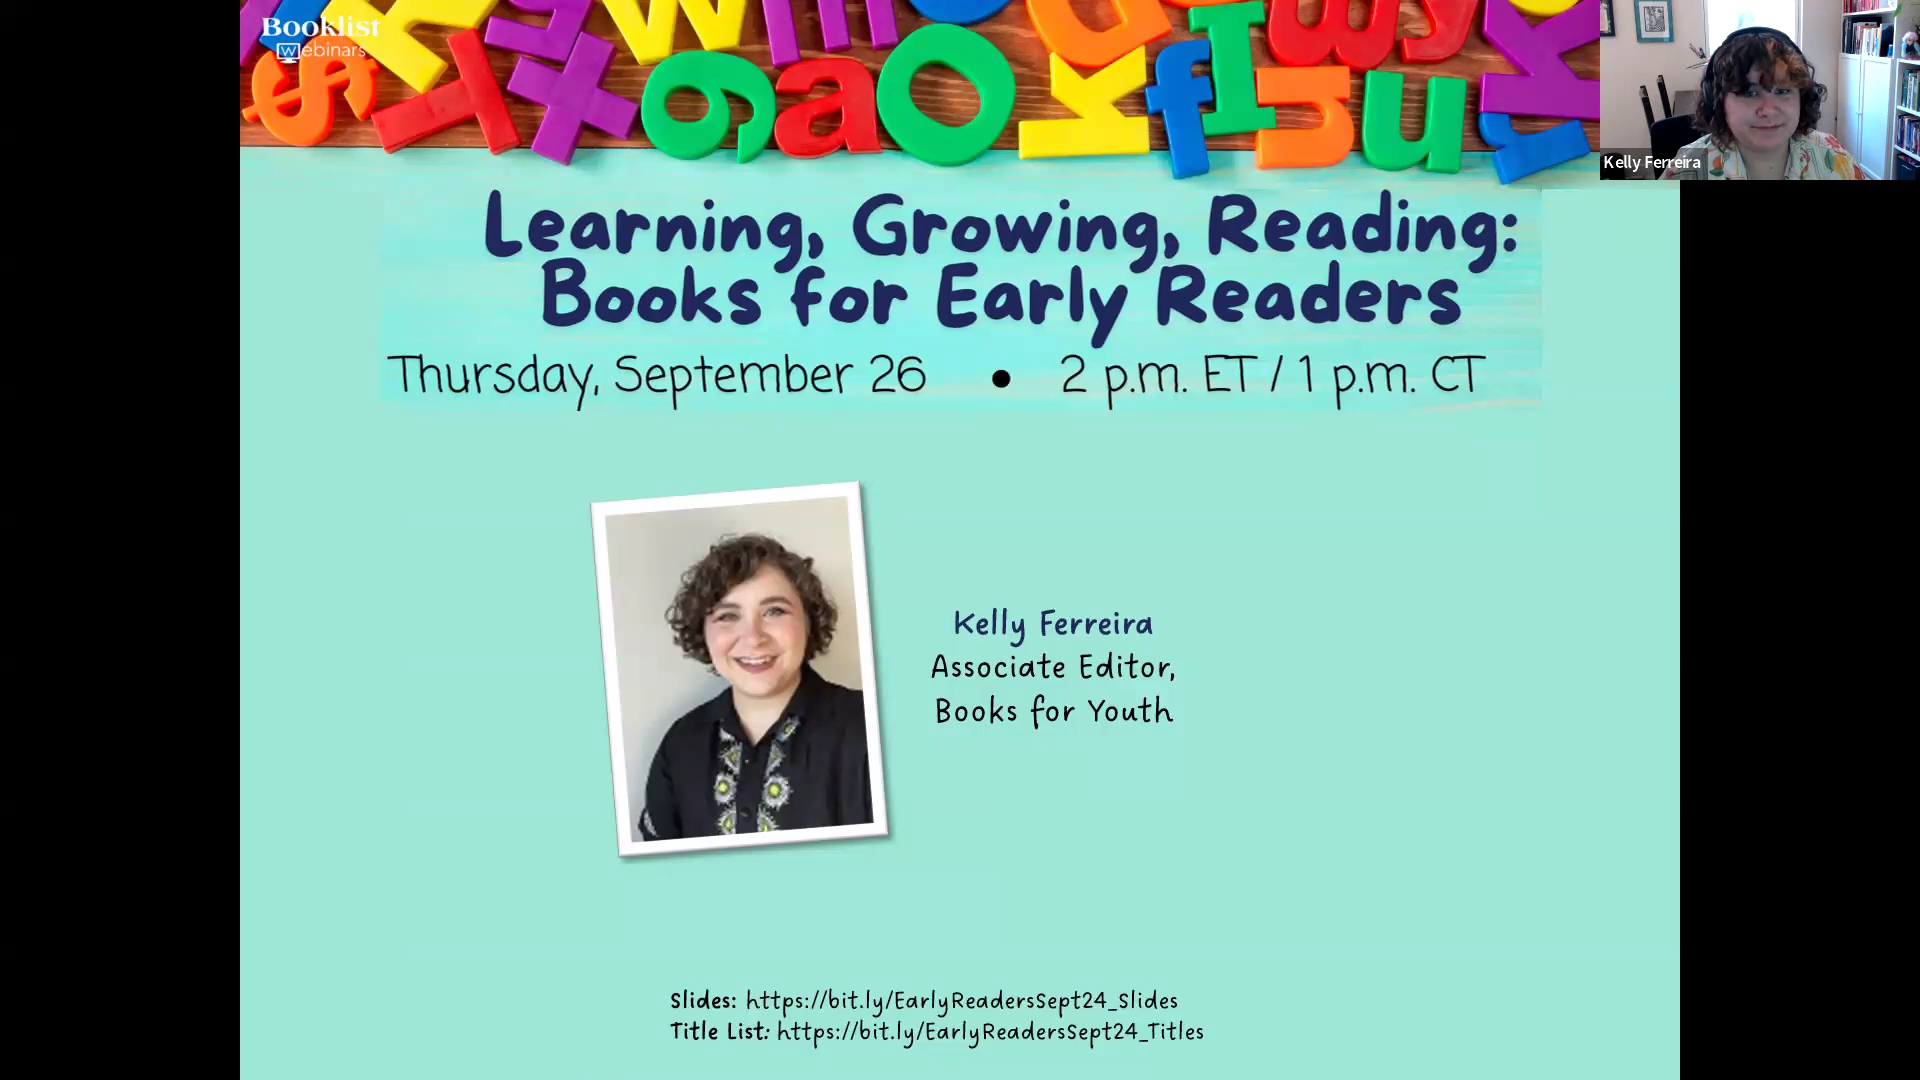 Booklist
Webinars
Kelly Ferreira
Learning, Growing, Reading:
Books for Early Readers
Thursday, September 26 • 2 p.m. ET / 1 p.m. CT
Kelly Ferreira
Associate Editor,
Books for Youth
Slides: https://bit.ly/EarlyReadersSept24_Slides
Title List: https://bit.ly/EarlyReadersSept24_Titles